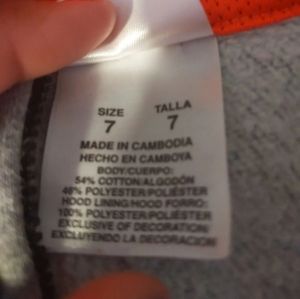 SIZE TALLA
7 7
MADE IN CAMBODIA
HECHO EN CAMBOYA
BODY/CUERPO:
54% COTTON/ALGODÓN
46% POLYESTER/POLIÉSTER
HOOD LINING/HOOD FORRO:
100% POLYESTER/POLIÉSTER
EXCLUSIVE OF DECORATION/
EXCLUYENDO LA DECORACIÓN